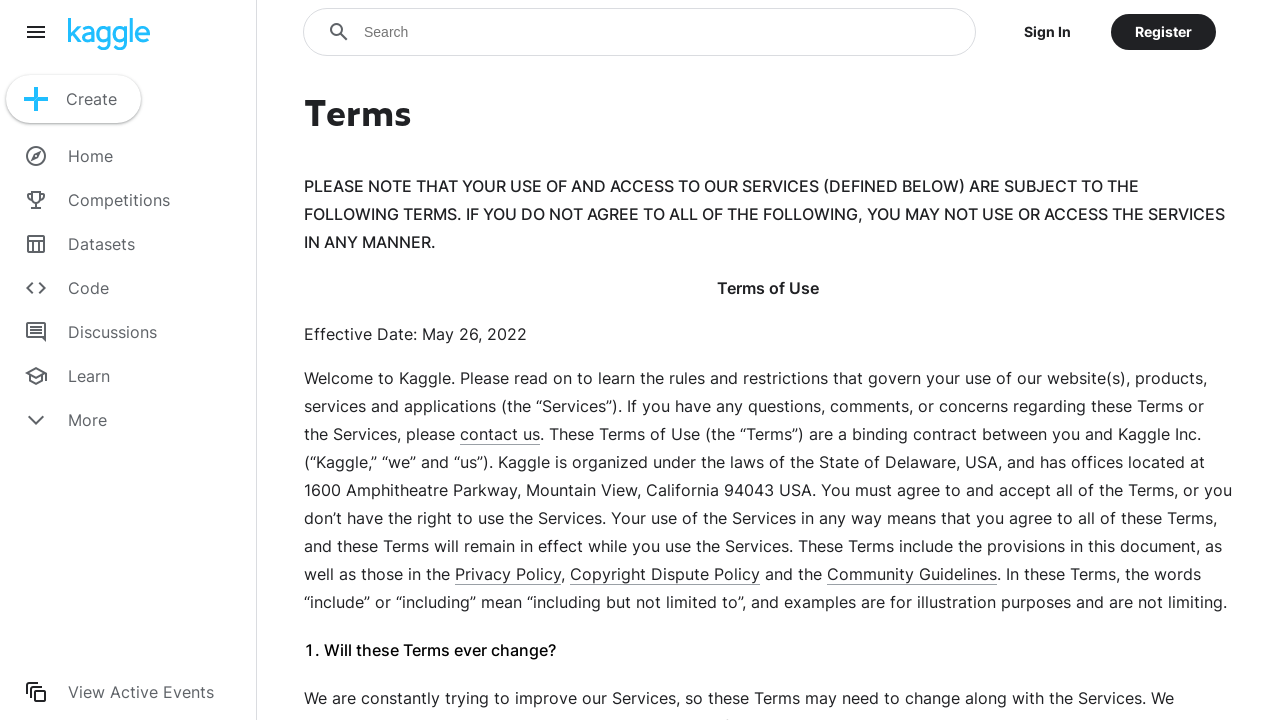 kaggle
Search
Sign In
Register
Create
Home
Competitions
Datasets
Code
Discussions
Learn
More
View Active Events
Terms
PLEASE NOTE THAT YOUR USE OF AND ACCESS TO OUR SERVICES (DEFINED BELOW) ARE SUBJECT TO THE
FOLLOWING TERMS. IF YOU DO NOT AGREE TO ALL OF THE FOLLOWING, YOU MAY NOT USE OR ACCESS THE SERVICES
IN ANY MANNER.
Terms of Use
Effective Date: May 26, 2022
Welcome to Kaggle. Please read on to learn the rules and restrictions that govern your use of our website(s), products,
services and applications (the “Services”). If you have any questions, comments, or concerns regarding these Terms or
the Services, please contact us. These Terms of Use (the “Terms”) are a binding contract between you and Kaggle Inc.
(“Kaggle,” “we” and “us”). Kaggle is organized under the laws of the State of Delaware, USA, and has offices located at
1600 Amphitheatre Parkway, Mountain View, California 94043 USA. You must agree to and accept all of the Terms, or you
don’t have the right to use the Services. Your use of the Services in any way means that you agree to all of these Terms,
and these Terms will remain in effect while you use the Services. These Terms include the provisions in this document, as
well as those in the Privacy Policy, Copyright Dispute Policy and the Community Guidelines. In these Terms, the words
“include” or “including” mean “including but not limited to”, and examples are for illustration purposes and are not limiting.
1. Will these Terms ever change?
We are constantly trying to improve our Services, so these Terms may need to change along with the Services. We